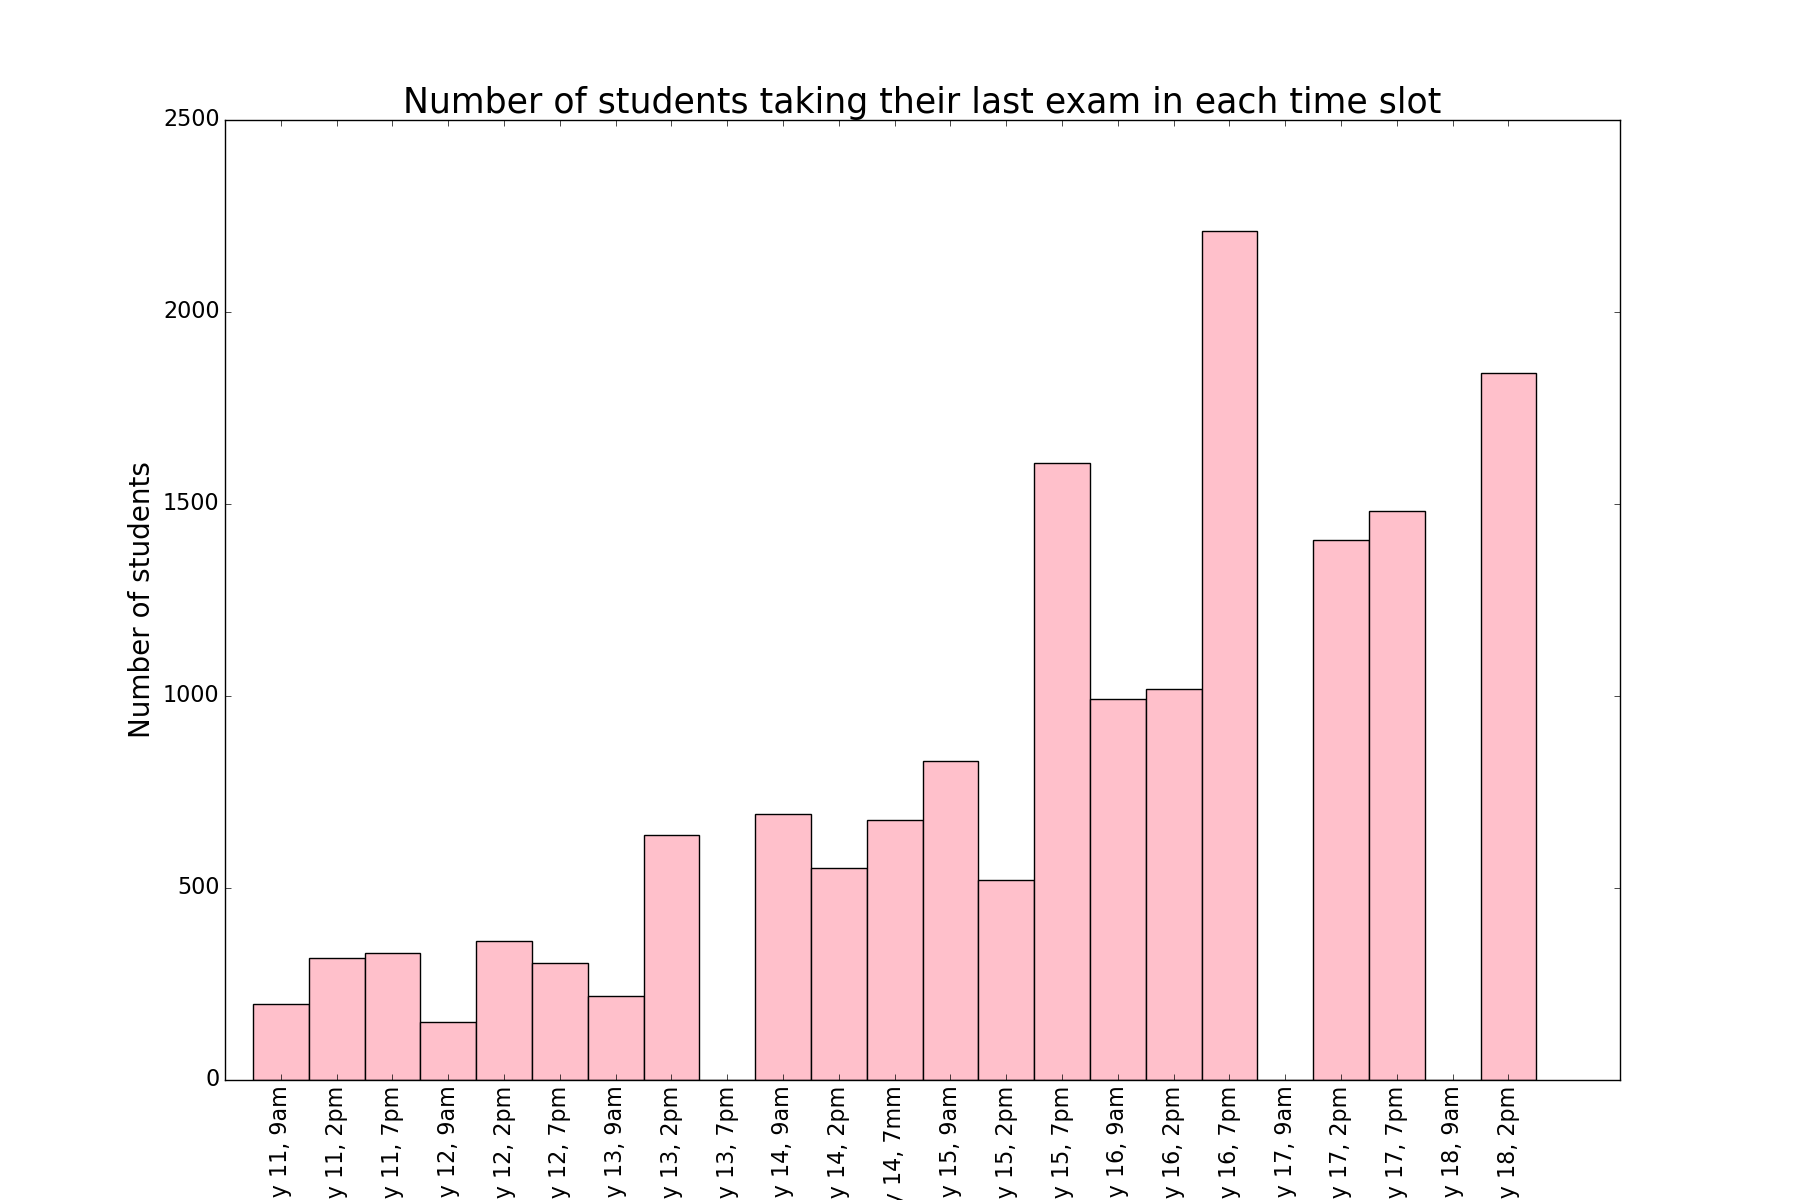 Number of students taking their last exam in each time slot
Number of students
2500
2000
1500
1000
500
0
y 11, 9am
y 11, 2pm
y 11, 7pm
y 12, 9am
y 12, 2pm
y 12, 7pm
y 13, 9am
y 13, 2pm
y 13, 7pm
y 14, 9am
y 14, 2pm
y 14, 7mm
y 15, 9am
y 15, 2pm
y 15, 7pm
y 16, 9am
y 16, 2pm
y 16, 7pm
y 17, 9am
y 17, 2pm
y 17, 7pm
y 18, 9am
y 18, 2pm